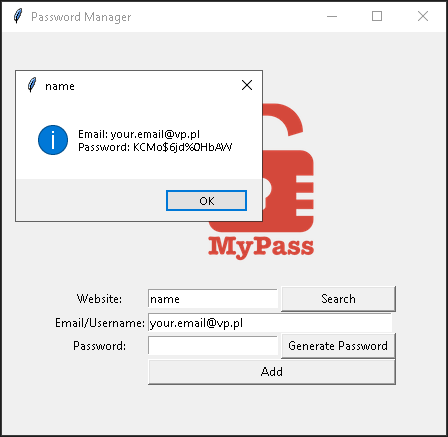 Password Manager
name
Email: your.email@vp.pl
Password: KCMo$6jd%0HbAW
OK
MyPass
Website: name Search
Email/Username: your.email@vp.pl
Password: Generate Password
Add